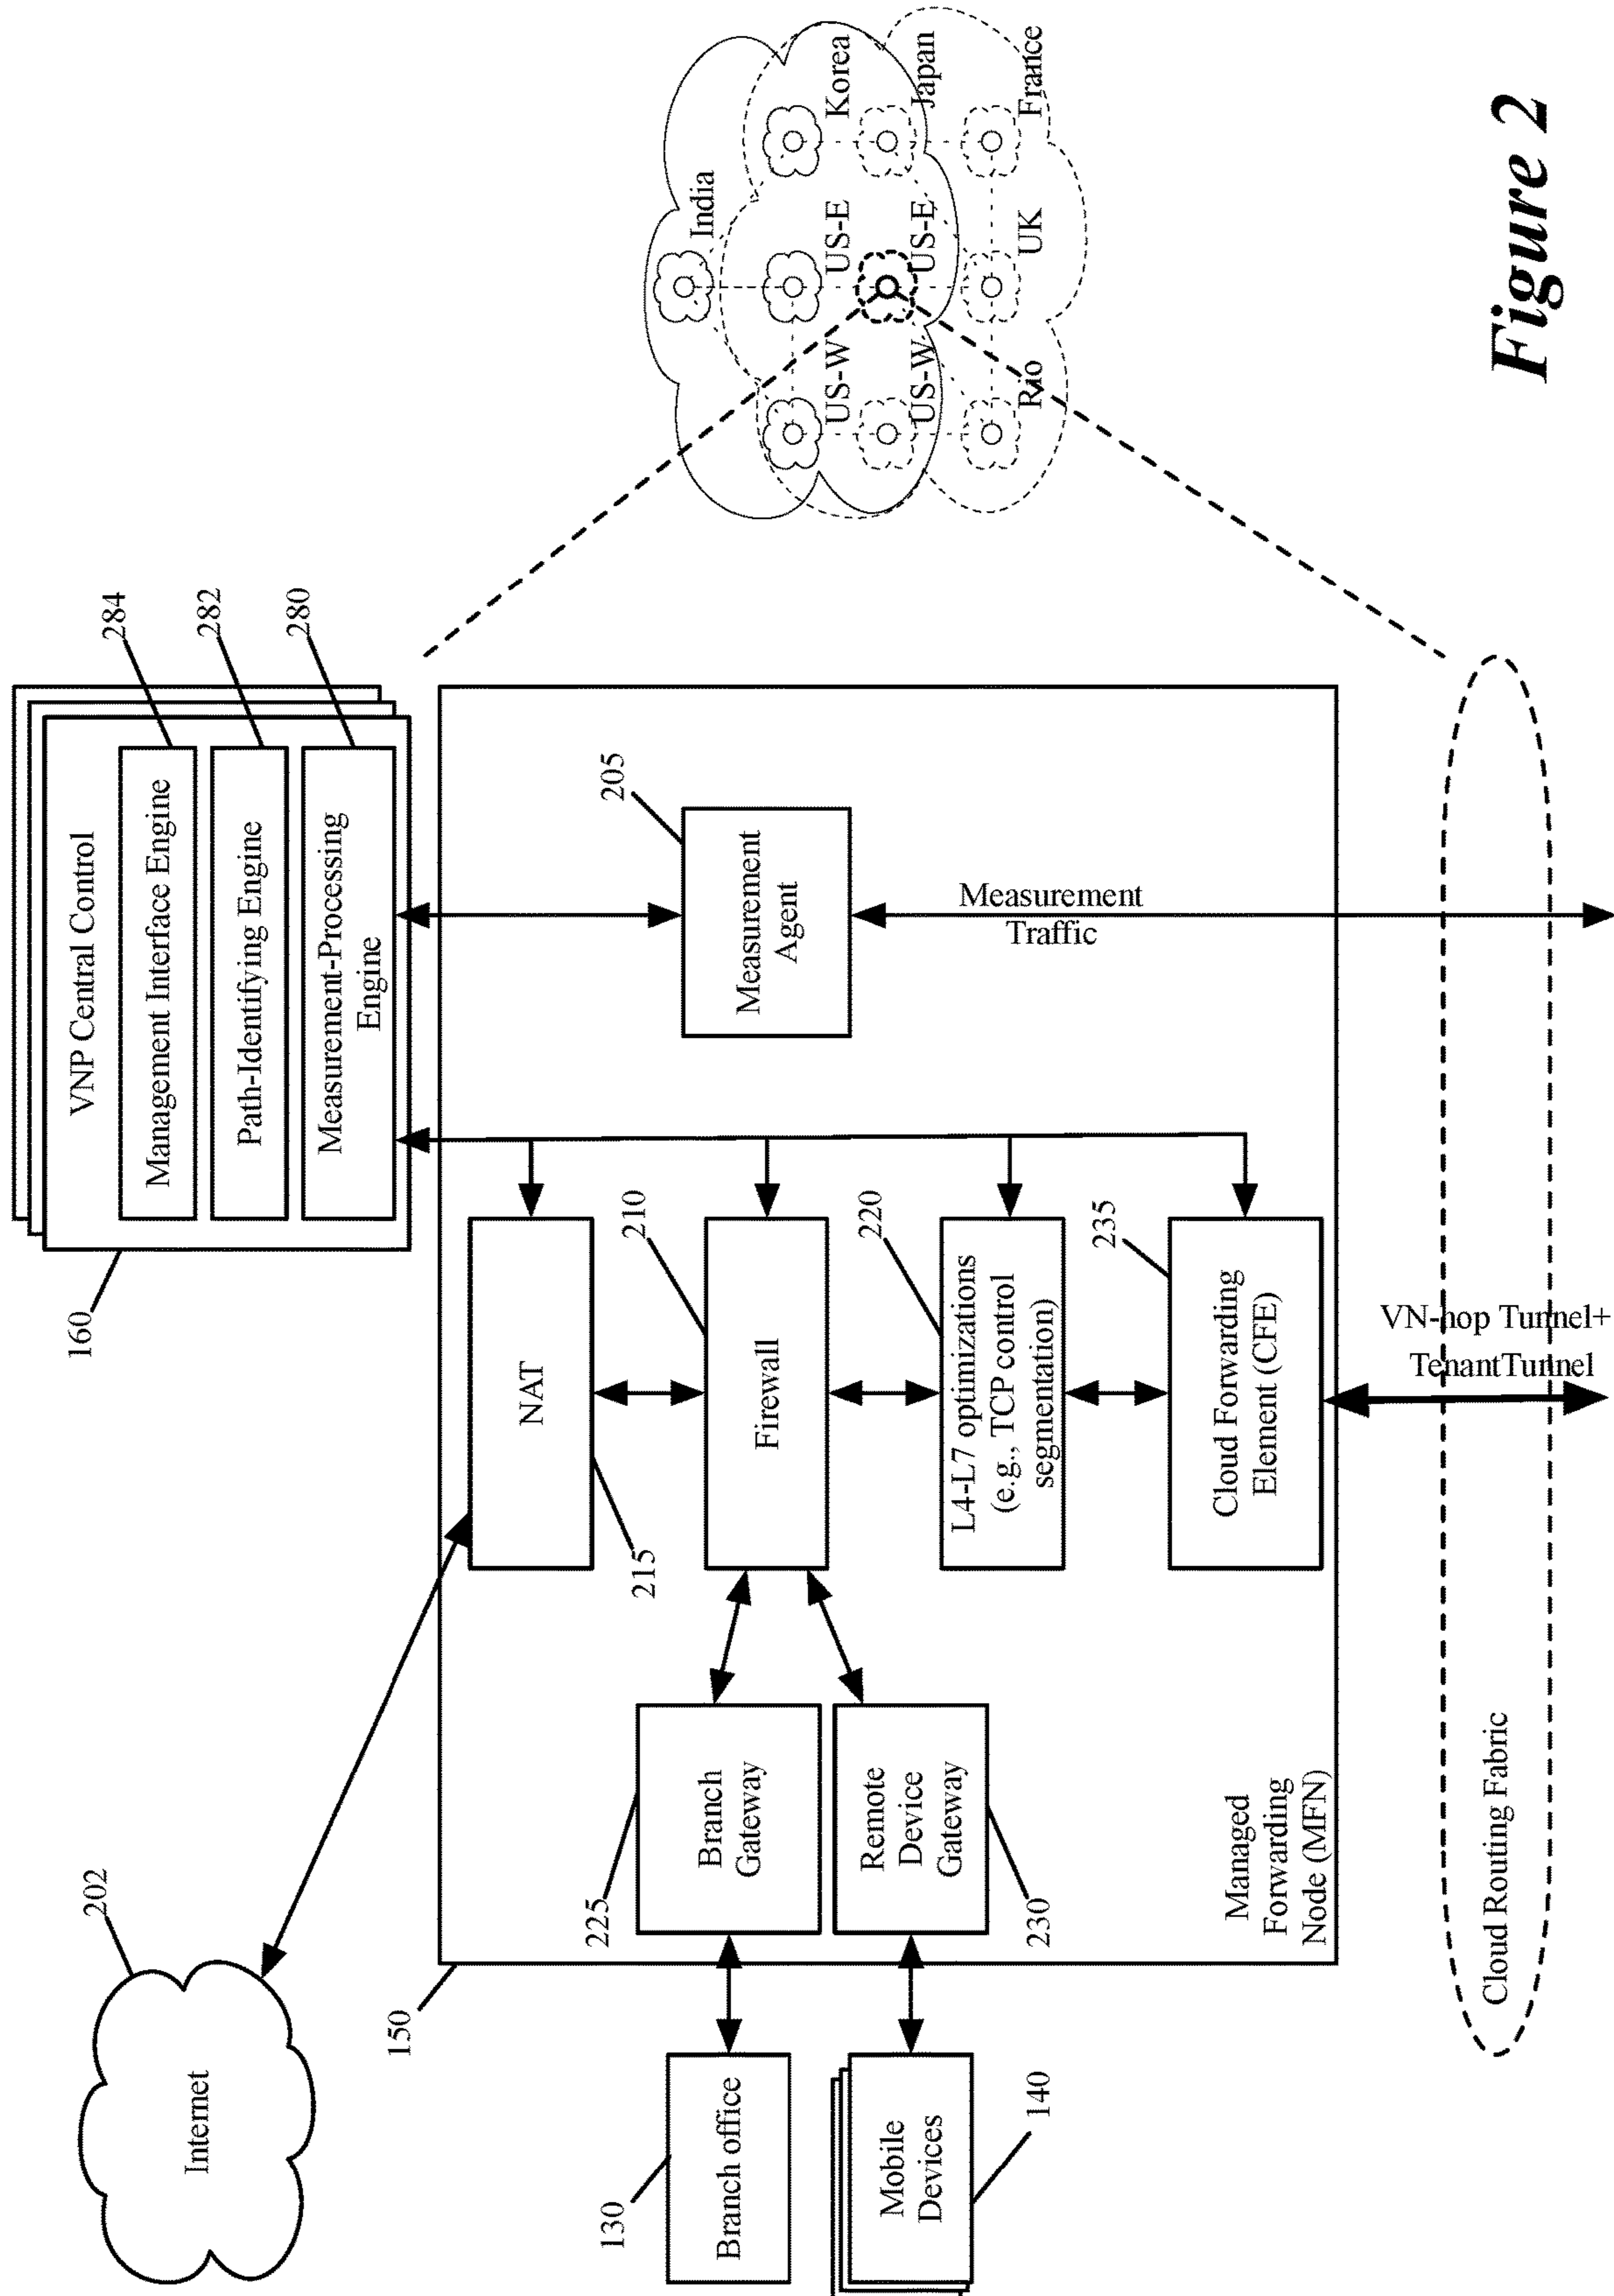 202
Internet
160
VNP Central Control
Management Interface Engine
284
Path-Identifying Engine
282
Measurement-Processing
Engine
280
150
NAT
215
Firewall
210
L4-L7 optimizations
(e.g., TCP control
segmentation)
220
Cloud Forwarding
Element (CFE)
235
Measurement
Agent
205
Measurement
Traffic
130
Branch office
225
Branch
Gateway
Mobile
Devices
140
Remote
Device
Gateway
230
Managed
Forwarding
Node (MFN)
Cloud Routing Fabric
VN-hop Tunnel+
TenantTunnel
India
US-W
US-E
Korea
US-W
US-E
Japan
Rio
UK
France
Figure 2